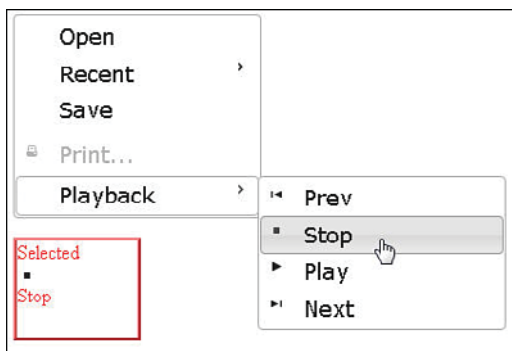 Open
Recent
Save
Print...
Playback
Prev
Stop
Play
Next
Selected
Stop